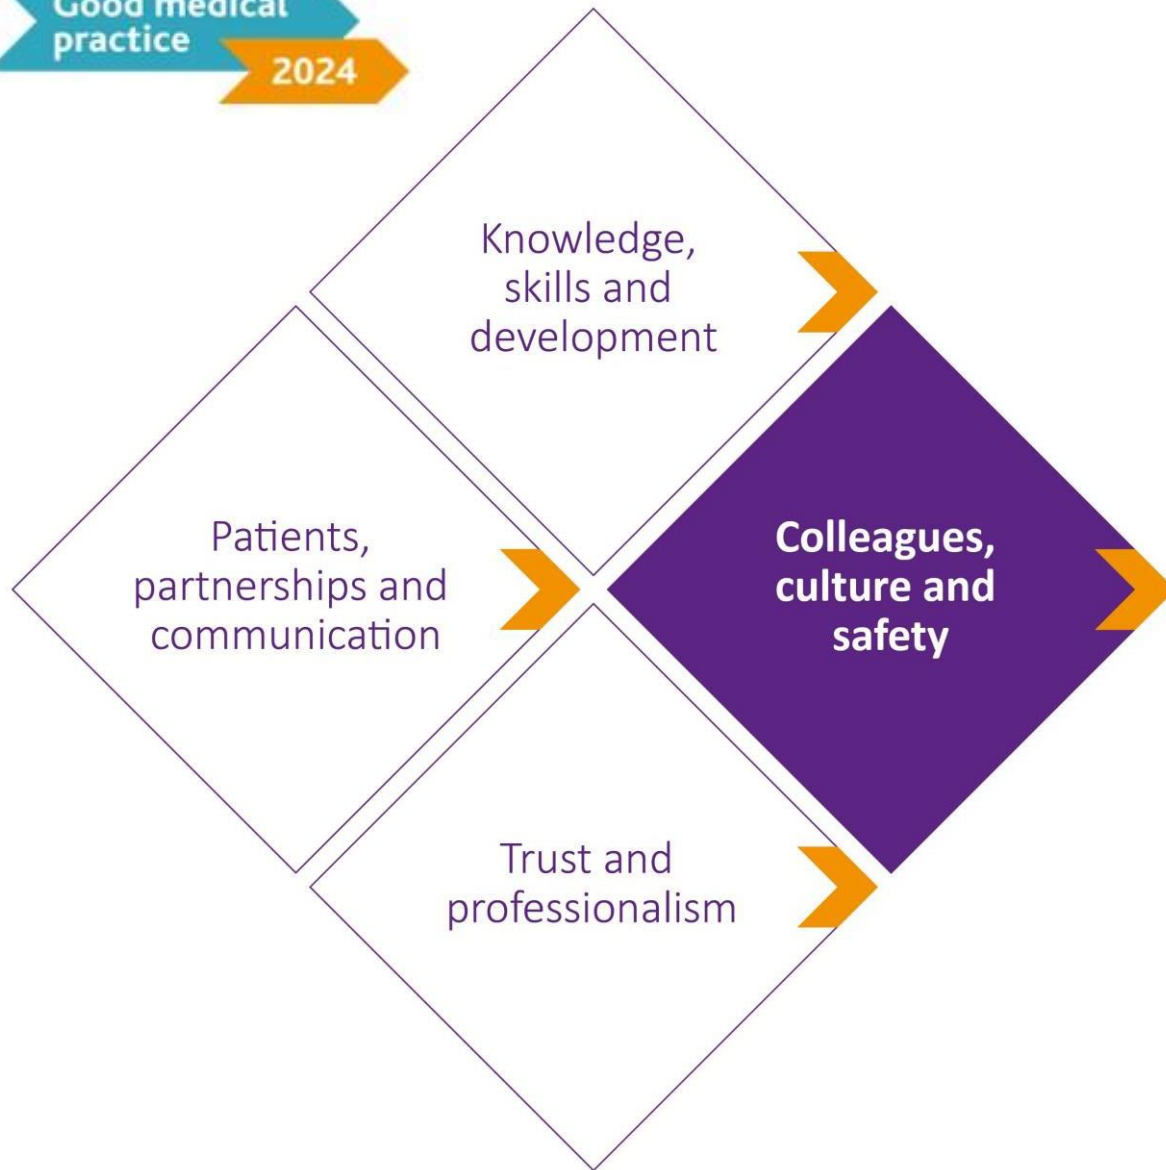 Good medical
practice
2024
Knowledge,
skills and
development
Patients,
partnerships and
communication
Colleagues,
culture and
safety
Trust and
professionalism